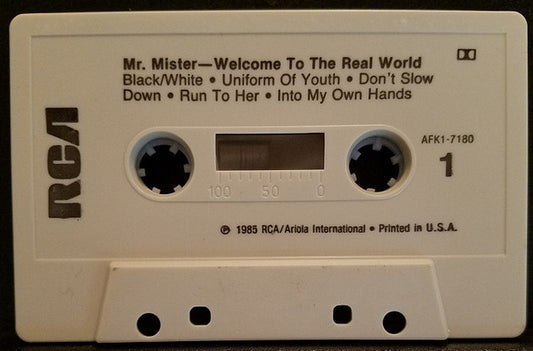 Mr. Mister—Welcome To The Real World
Black/White • Uniform Of Youth • Don't Slow
Down • Run To Her • Into My Own Hands
RCA
AFK1-7180
1
100 50 0
℗ 1985 RCA/Ariola International • Printed in U.S.A.